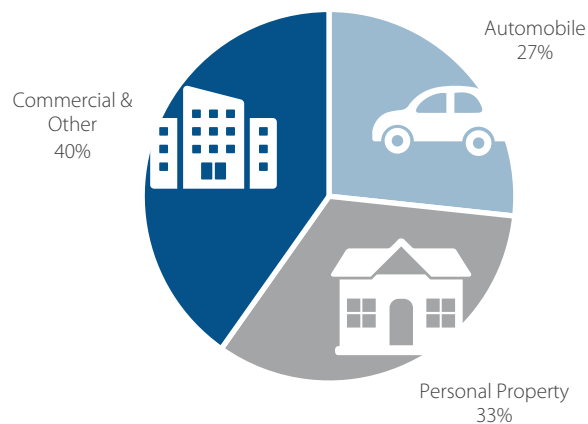 Automobile
27%
Commercial &
Other
40%
Personal Property
33%